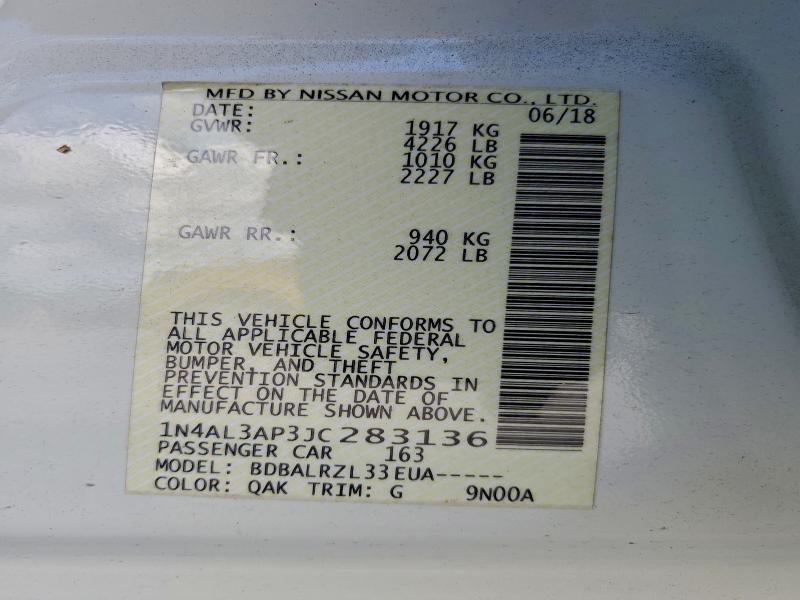 MFD BY NISSAN MOTOR CO., LTD.
DATE: 06/18
GVWR: 1917 KG
4226 LB
GAWR FR.: 1010 KG
2227 LB
GAWR RR.: 940 KG
2072 LB
THIS VEHICLE CONFORMS TO
ALL APPLICABLE FEDERAL
MOTOR VEHICLE SAFETY,
BUMPER, AND THEFT
PREVENTION STANDARDS IN
EFFECT ON THE DATE OF
MANUFACTURE SHOWN ABOVE.
1N4AL3AP3JC283136
PASSENGER CAR 163
MODEL: BDBALRZL33EUA-----
COLOR: QAK TRIM: G 9N00A